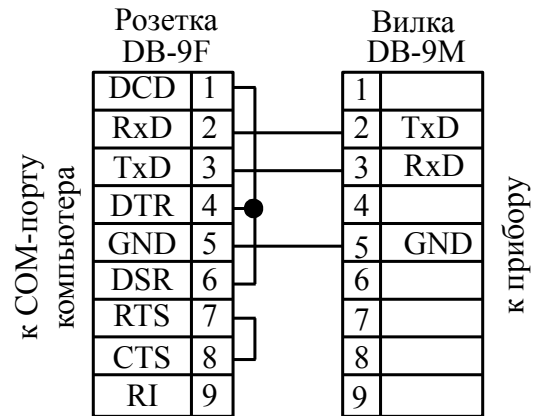 Розетка
DB-9F
Вилка
DB-9M
к COM-порту
компьютера
DCD 1
RxD 2
TxD 3
DTR 4
GND 5
DSR 6
RTS 7
CTS 8
RI 9
1
2 TxD
3 RxD
4
5 GND
6
7
8
9
к прибору